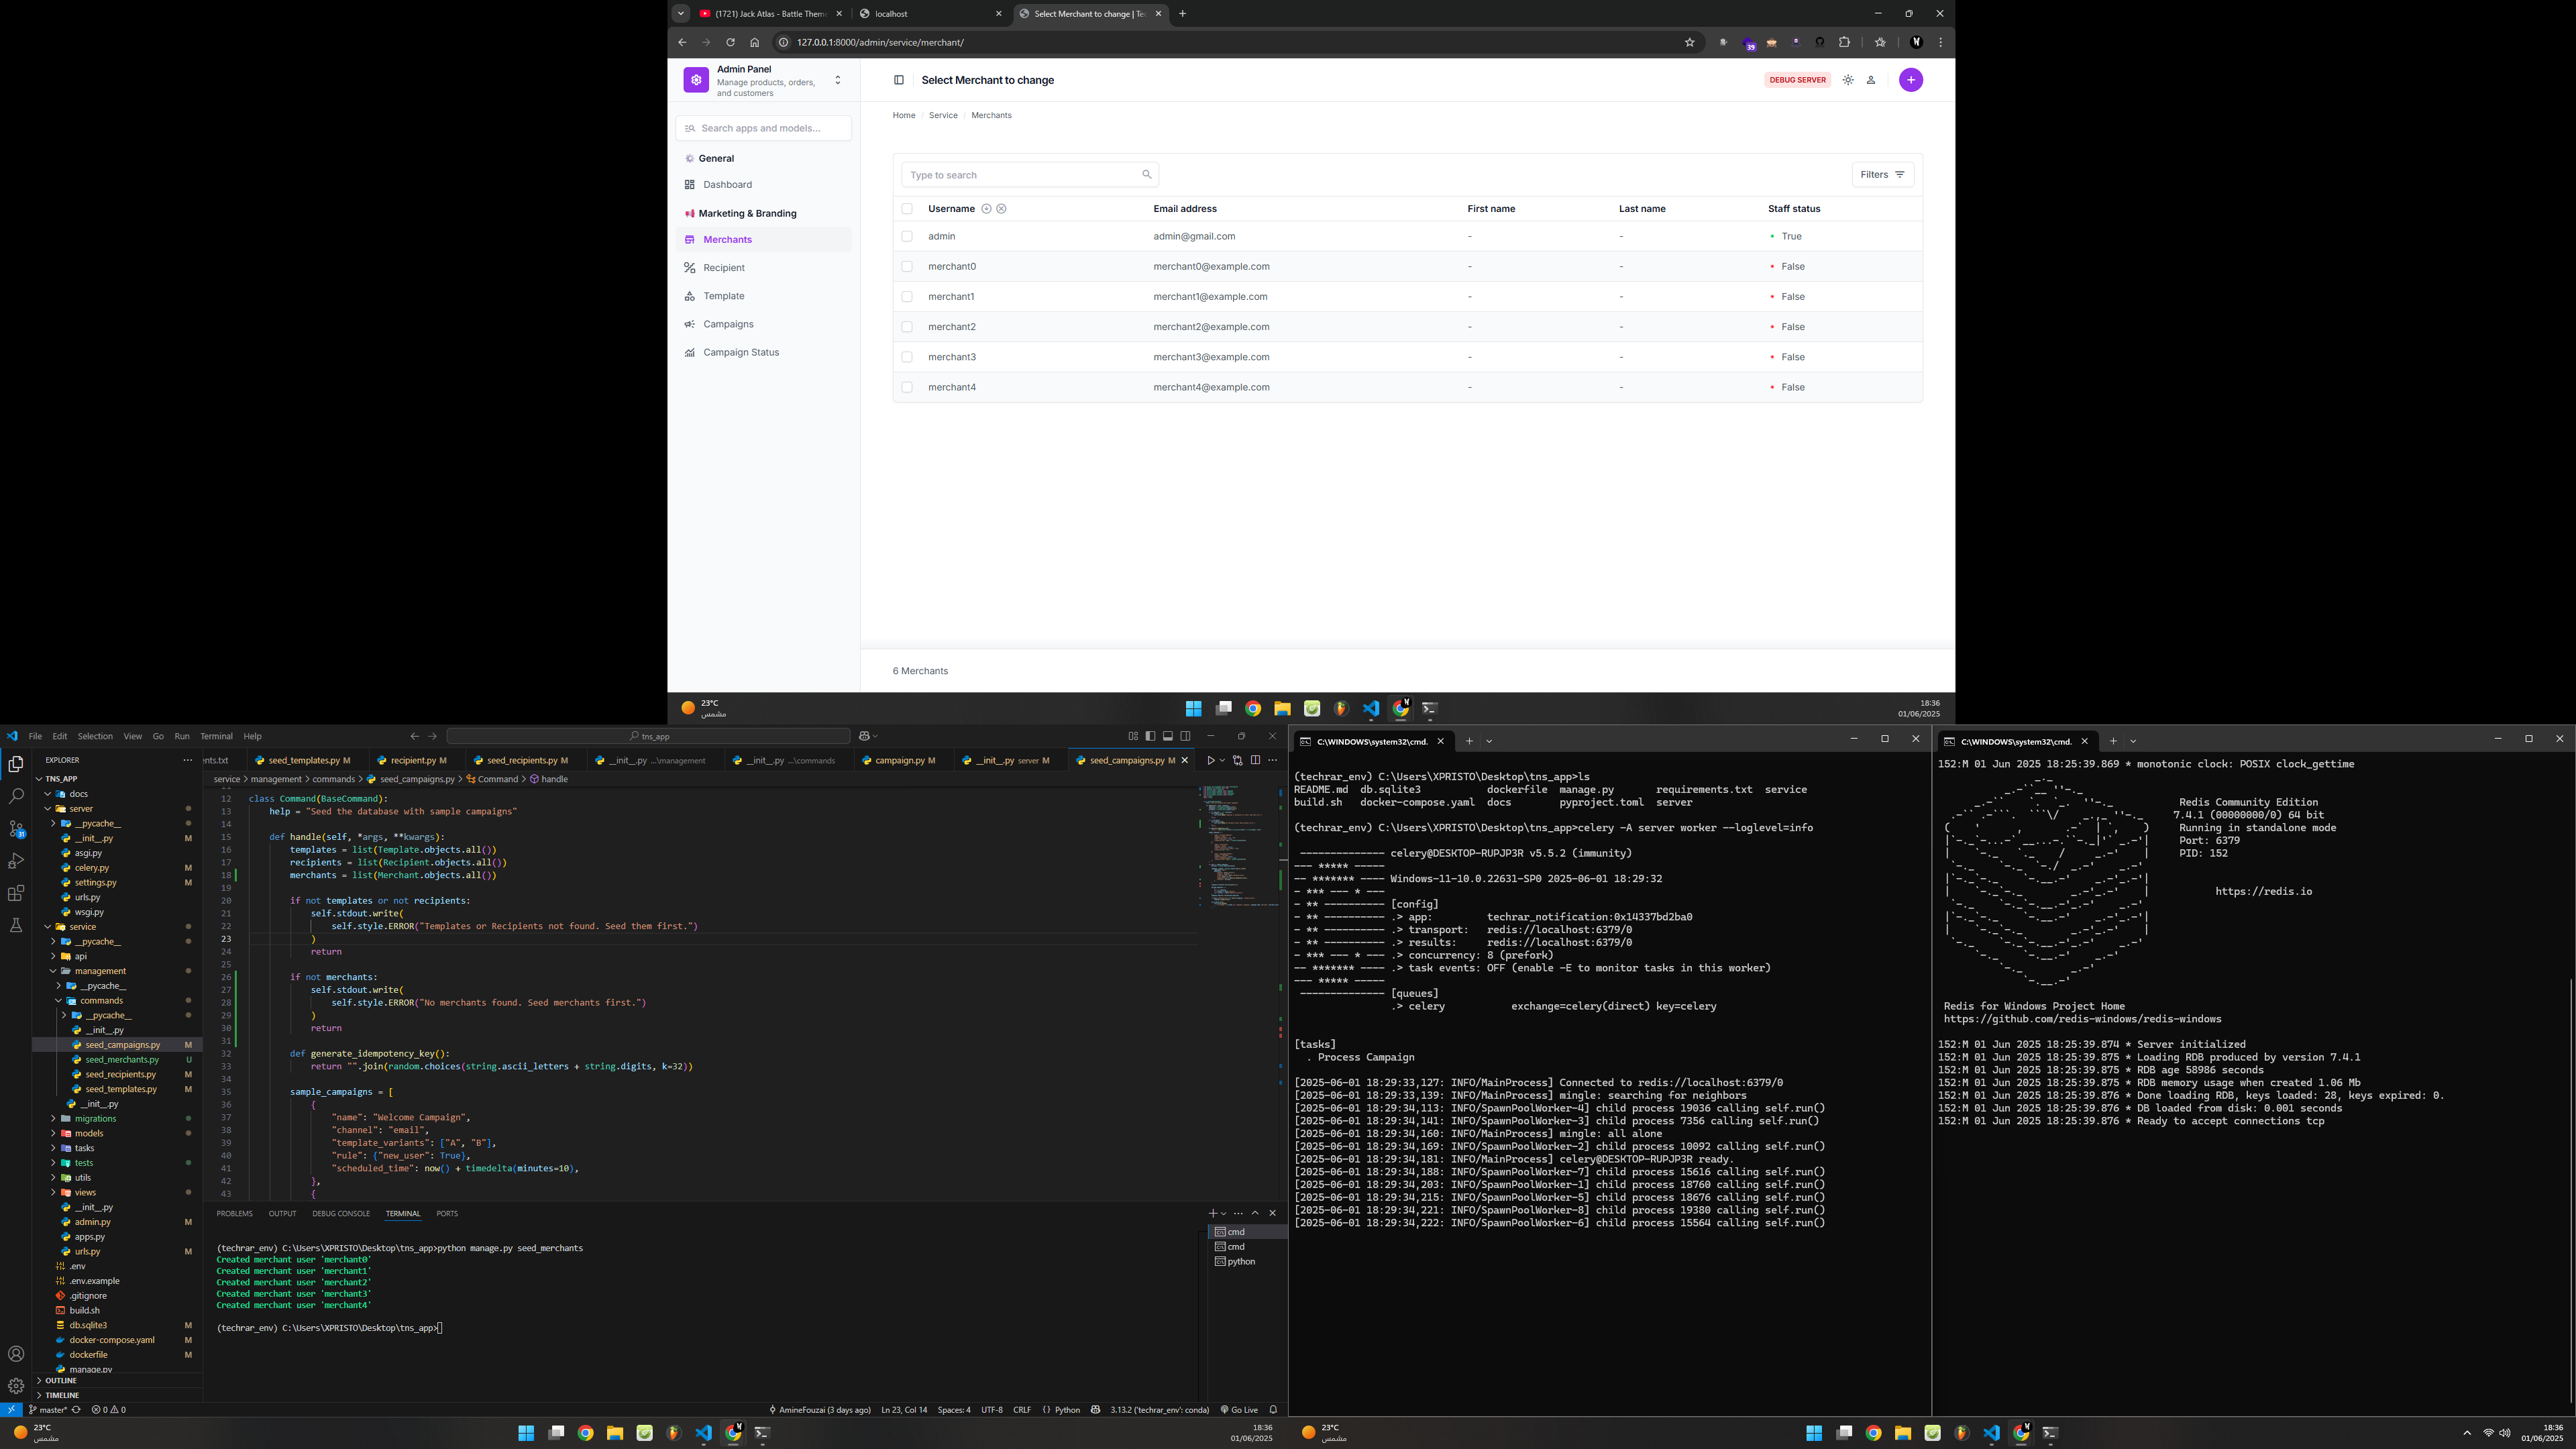 (1721) Jack Atlas - Battle Theme
localhost
Select Merchant to change | Te
127.0.0.1:8000/admin/service/merchant/
39
Admin Panel
Manage products, orders,
and customers
Select Merchant to change
DEBUG SERVER
Home / Service / Merchants
Search apps and models...
General
Dashboard
Marketing & Branding
Merchants
Recipient
Template
Campaigns
Campaign Status
Type to search
Filters
Username Email address First name Last name Staff status
admin admin@gmail.com - - True
merchant0 merchant0@example.com - - False
merchant1 merchant1@example.com - - False
merchant2 merchant2@example.com - - False
merchant3 merchant3@example.com - - False
merchant4 merchant4@example.com - - False
6 Merchants
23°C
مشمس
18:36
01/06/2025
File Edit Selection View Go Run Terminal Help
tns_app
EXPLORER
TNS_APP
docs
server
__pycache__
__init__.py M
asgi.py
celery.py M
settings.py M
urls.py
wsgi.py
service
__pycache__
api
management
__pycache__
commands
__pycache__
__init__.py
seed_campaigns.py M
seed_merchants.py U
seed_recipients.py M
seed_templates.py M
__init__.py
migrations
models
tasks
tests
utils
views
__init__.py
admin.py M
apps.py
urls.py M
.env
.env.example
.gitignore
build.sh
db.sqlite3 M
docker-compose.yaml M
dockerfile M
manage.py
OUTLINE
TIMELINE
31
ents.txt seed_templates.py M recipient.py M seed_recipients.py M __init__.py ...\management __init__.py ...\commands campaign.py M __init__.py server M seed_campaigns.py M
service > management > commands > seed_campaigns.py > Command > handle
11
12 class Command(BaseCommand):
13 help = "Seed the database with sample campaigns"
14
15 def handle(self, *args, **kwargs):
16 templates = list(Template.objects.all())
17 recipients = list(Recipient.objects.all())
18 merchants = list(Merchant.objects.all())
19
20 if not templates or not recipients:
21 self.stdout.write(
22 self.style.ERROR("Templates or Recipients not found. Seed them first.")
23 )
24 return
25
26 if not merchants:
27 self.stdout.write(
28 self.style.ERROR("No merchants found. Seed merchants first.")
29 )
30 return
31
32 def generate_idempotency_key():
33 return "".join(random.choices(string.ascii_letters + string.digits, k=32))
34
35 sample_campaigns = [
36 {
37 "name": "Welcome Campaign",
38 "channel": "email",
39 "template_variants": ["A", "B"],
40 "rule": {"new_user": True},
41 "scheduled_time": now() + timedelta(minutes=10),
42 },
43 {
PROBLEMS OUTPUT DEBUG CONSOLE TERMINAL PORTS
cmd
cmd
python
(techrar_env) C:\Users\XPRISTO\Desktop\tns_app>python manage.py seed_merchants
Created merchant user 'merchant0'
Created merchant user 'merchant1'
Created merchant user 'merchant2'
Created merchant user 'merchant3'
Created merchant user 'merchant4'
(techrar_env) C:\Users\XPRISTO\Desktop\tns_app>
master* 0 0 AmineFouzai (3 days ago) Ln 23, Col 14 Spaces: 4 UTF-8 CRLF {} Python 3.13.2 ('techrar_env': conda) Go Live
23°C
مشمس
18:36
01/06/2025
C:\WINDOWS\system32\cmd.
(techrar_env) C:\Users\XPRISTO\Desktop\tns_app>ls
README.md db.sqlite3 dockerfile manage.py requirements.txt service
build.sh docker-compose.yaml docs pyproject.toml server
(techrar_env) C:\Users\XPRISTO\Desktop\tns_app>celery -A server worker --loglevel=info
-------------- celery@DESKTOP-RUPJP3R v5.5.2 (immunity)
--- ***** -----
-- ******* ---- Windows-11-10.0.22631-SP0 2025-06-01 18:29:32
- *** --- * ---
- ** ---------- [config]
- ** ---------- .> app: techrar_notification:0x14337bd2ba0
- ** ---------- .> transport: redis://localhost:6379/0
- ** ---------- .> results: redis://localhost:6379/0
- *** --- * --- .> concurrency: 8 (prefork)
-- ******* ---- .> task events: OFF (enable -E to monitor tasks in this worker)
--- ***** -----
-------------- [queues]
.> celery exchange=celery(direct) key=celery
[tasks]
. Process Campaign
[2025-06-01 18:29:33,127: INFO/MainProcess] Connected to redis://localhost:6379/0
[2025-06-01 18:29:33,139: INFO/MainProcess] mingle: searching for neighbors
[2025-06-01 18:29:34,113: INFO/SpawnPoolWorker-4] child process 19036 calling self.run()
[2025-06-01 18:29:34,141: INFO/SpawnPoolWorker-3] child process 7356 calling self.run()
[2025-06-01 18:29:34,160: INFO/MainProcess] mingle: all alone
[2025-06-01 18:29:34,169: INFO/SpawnPoolWorker-2] child process 10092 calling self.run()
[2025-06-01 18:29:34,181: INFO/MainProcess] celery@DESKTOP-RUPJP3R ready.
[2025-06-01 18:29:34,188: INFO/SpawnPoolWorker-7] child process 15616 calling self.run()
[2025-06-01 18:29:34,203: INFO/SpawnPoolWorker-1] child process 18760 calling self.run()
[2025-06-01 18:29:34,215: INFO/SpawnPoolWorker-5] child process 18676 calling self.run()
[2025-06-01 18:29:34,221: INFO/SpawnPoolWorker-8] child process 19380 calling self.run()
[2025-06-01 18:29:34,222: INFO/SpawnPoolWorker-6] child process 15564 calling self.run()
C:\WINDOWS\system32\cmd.
152:M 01 Jun 2025 18:25:39.869 * monotonic clock: POSIX clock_gettime
Redis Community Edition
7.4.1 (00000000/0) 64 bit
Running in standalone mode
Port: 6379
PID: 152
https://redis.io
Redis for Windows Project Home
https://github.com/redis-windows/redis-windows
152:M 01 Jun 2025 18:25:39.874 * Server initialized
152:M 01 Jun 2025 18:25:39.875 * Loading RDB produced by version 7.4.1
152:M 01 Jun 2025 18:25:39.875 * RDB age 58986 seconds
152:M 01 Jun 2025 18:25:39.875 * RDB memory usage when created 1.06 Mb
152:M 01 Jun 2025 18:25:39.876 * Done loading RDB, keys loaded: 28, keys expired: 0.
152:M 01 Jun 2025 18:25:39.876 * DB loaded from disk: 0.001 seconds
152:M 01 Jun 2025 18:25:39.876 * Ready to accept connections tcp
23°C
مشمس
18:36
01/06/2025